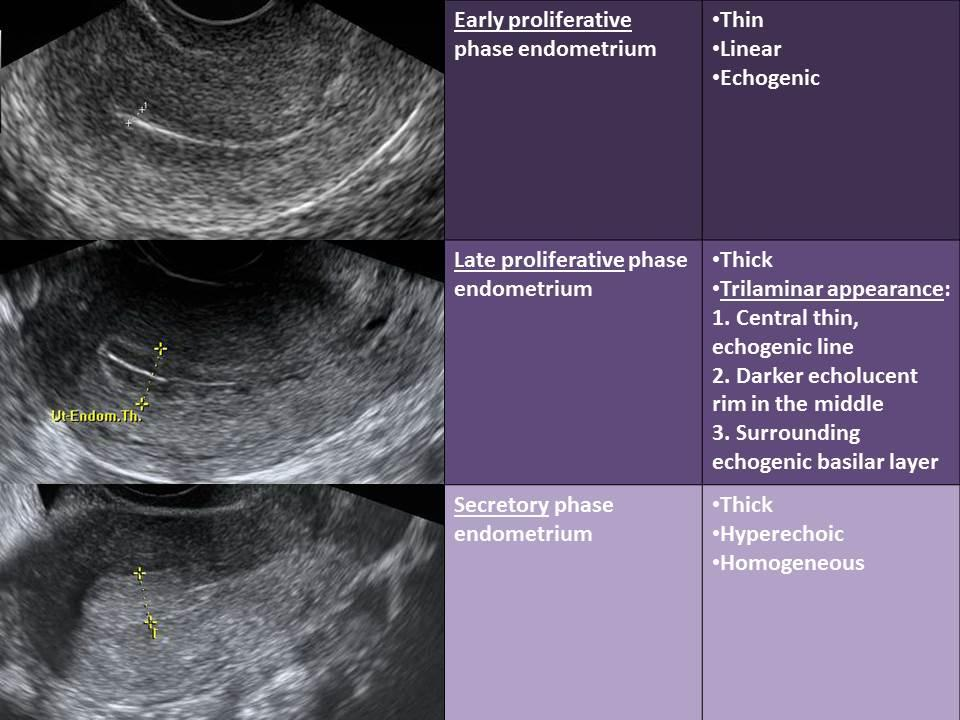 Early proliferative
phase endometrium
•Thin
•Linear
•Echogenic
1
Late proliferative phase
endometrium
•Thick
•Trilaminar appearance:
1. Central thin,
echogenic line
2. Darker echolucent
rim in the middle
3. Surrounding
echogenic basilar layer
Ut-Endom.Th.
Secretory phase
endometrium
•Thick
•Hyperechoic
•Homogeneous